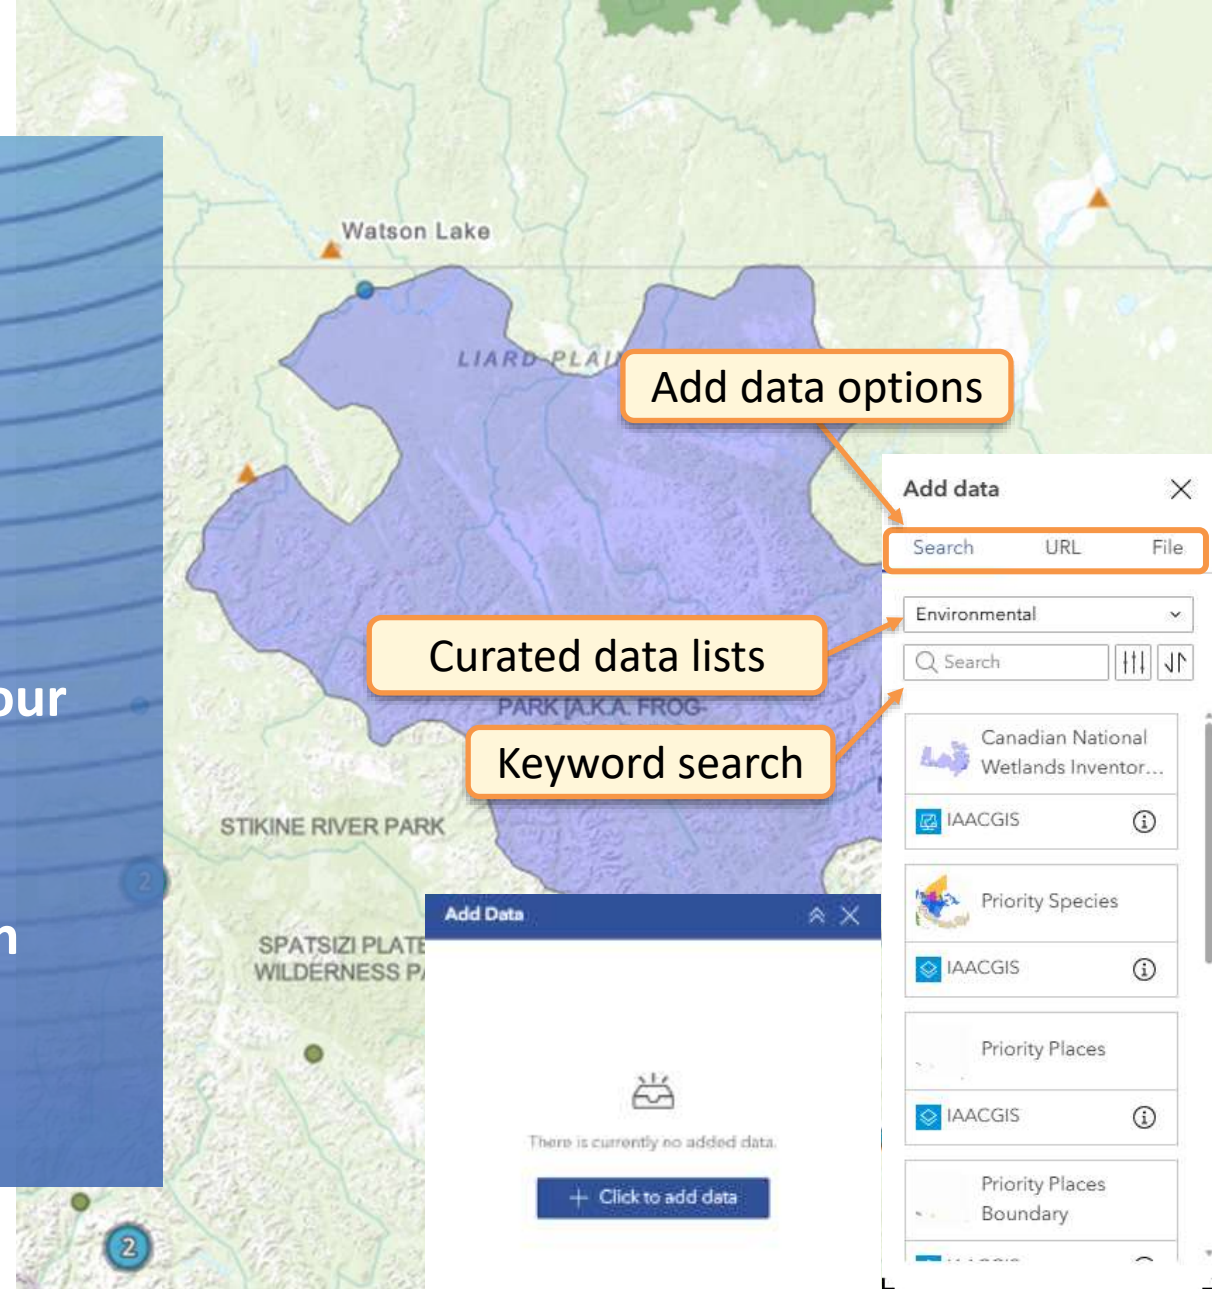 Watson Lake
LIARD PLAI
Add data options
Add data
Search URL File
Curated data lists
Environmental
Search
our
PARK [A.K.A. FROG-
Keyword search
Canadian National
Wetlands Inventor...
STIKINE RIVER PARK
IAACGIS
2
Priority Species
n
Add Data
SPATSIZI PLATE
WILDERNESS PA
IAACGIS
Priority Places
There is currently no added data.
IAACGIS
+ Click to add data
Priority Places
Boundary
2